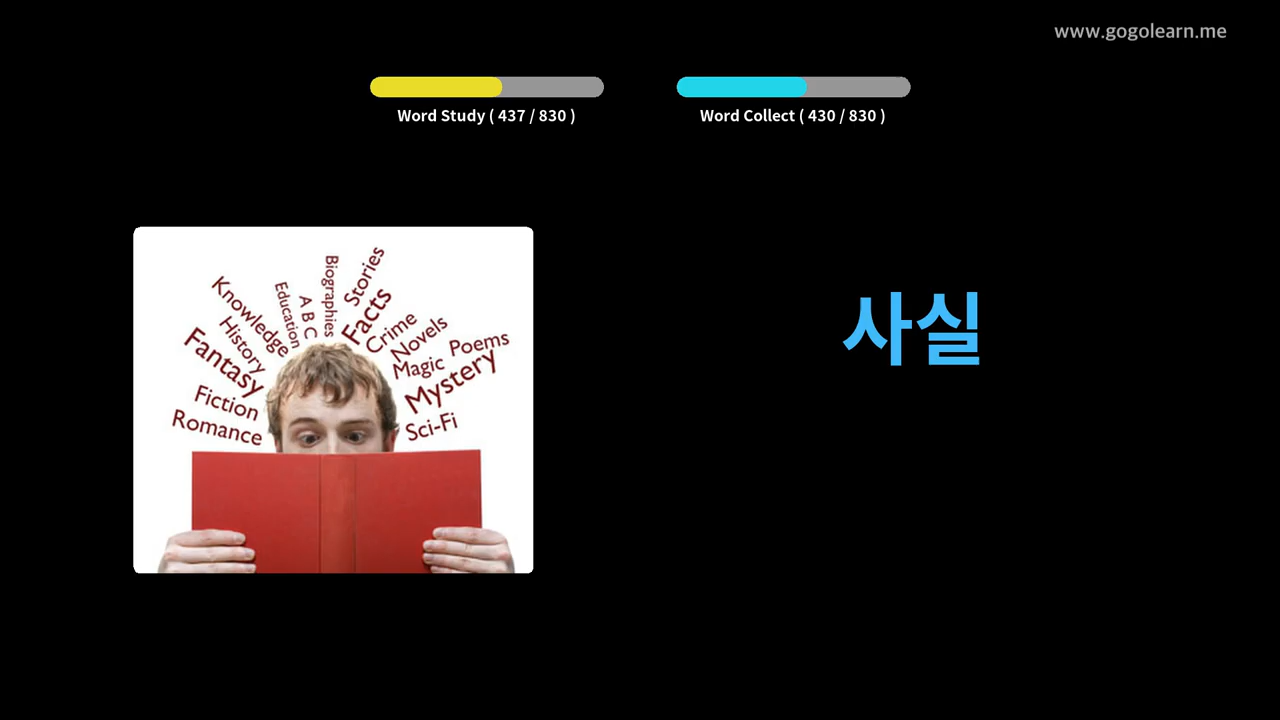 www.gogolearn.me
Word Study ( 437 / 830 )
Word Collect ( 430 / 830 )
사실
Romance
Fiction
Fantasy
History
Knowledge
Education
A B C
Biographies
Stories
Facts
Crime
Novels
Magic
Poems
Mystery
Sci-Fi